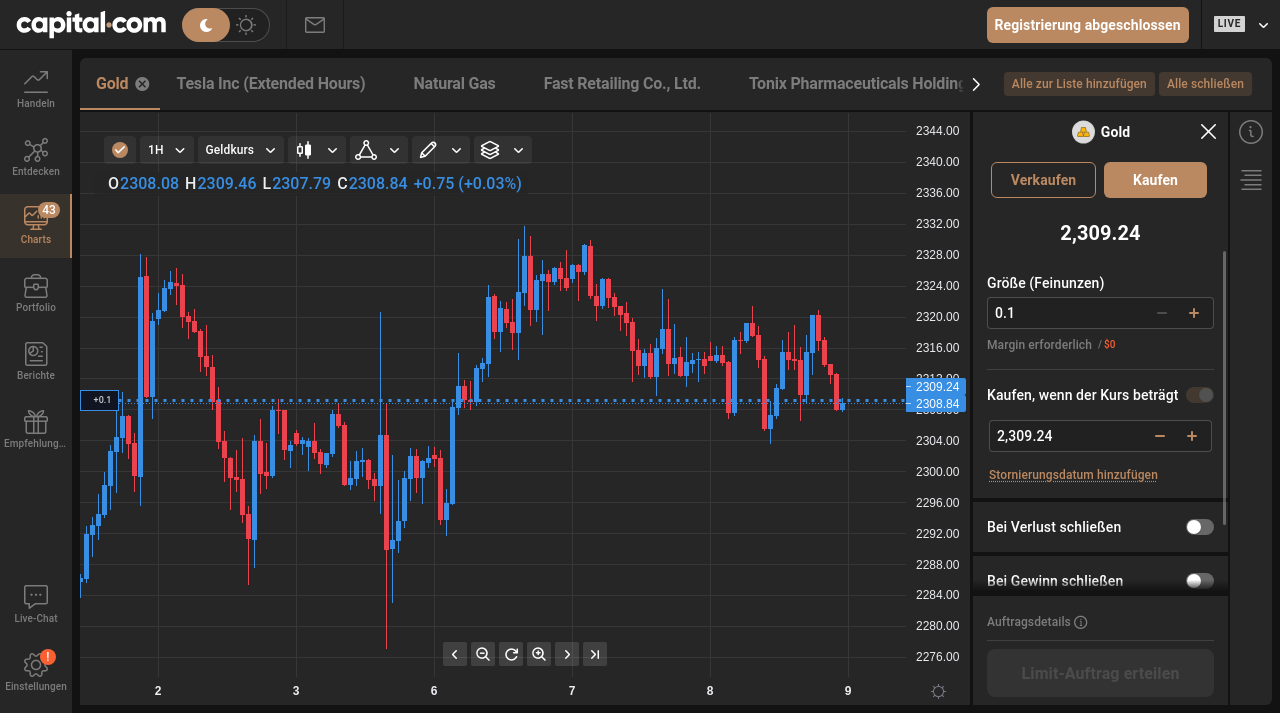 capital.com
Registrierung abgeschlossen
LIVE
Handeln
Entdecken
43
Charts
Portfolio
Berichte
Empfehlung...
Live-Chat
!
Einstellungen
Gold
Tesla Inc (Extended Hours)
Natural Gas
Fast Retailing Co., Ltd.
Tonix Pharmaceuticals Holding
Alle zur Liste hinzufügen
Alle schließen
1H
Geldkurs
O2308.08 H2309.46 L2307.79 C2308.84 +0.75 (+0.03%)
+0.1
2344.00
2340.00
2336.00
2332.00
2328.00
2324.00
2320.00
2316.00
2312.00
2309.24
2308.84
2304.00
2300.00
2296.00
2292.00
2288.00
2284.00
2280.00
2276.00
2 3 6 7 8 9
Gold
Verkaufen
Kaufen
2,309.24
Größe (Feinunzen)
0.1
Margin erforderlich / $0
Kaufen, wenn der Kurs beträgt
2,309.24
Stornierungsdatum hinzufügen
Bei Verlust schließen
Bei Gewinn schließen
Auftragsdetails
Limit-Auftrag erteilen